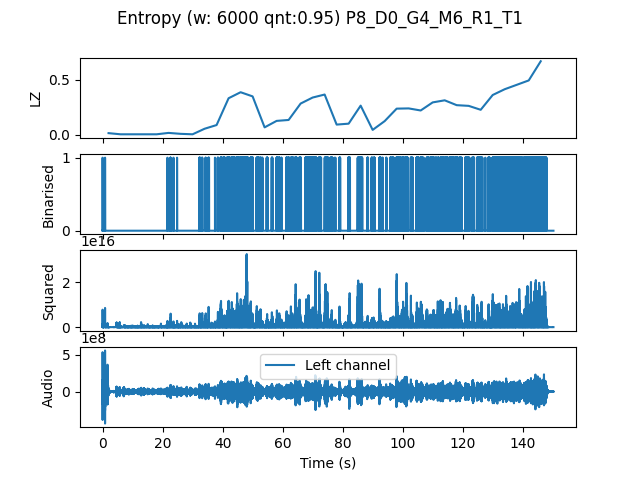 Entropy (w: 6000 qnt:0.95) P8_D0_G4_M6_R1_T1
LZ
0.5
0.0
Binarised
1
0
1e16
Squared
2
0
1e8
Audio
5
0
Left channel
0 20 40 60 80 100 120 140
Time (s)